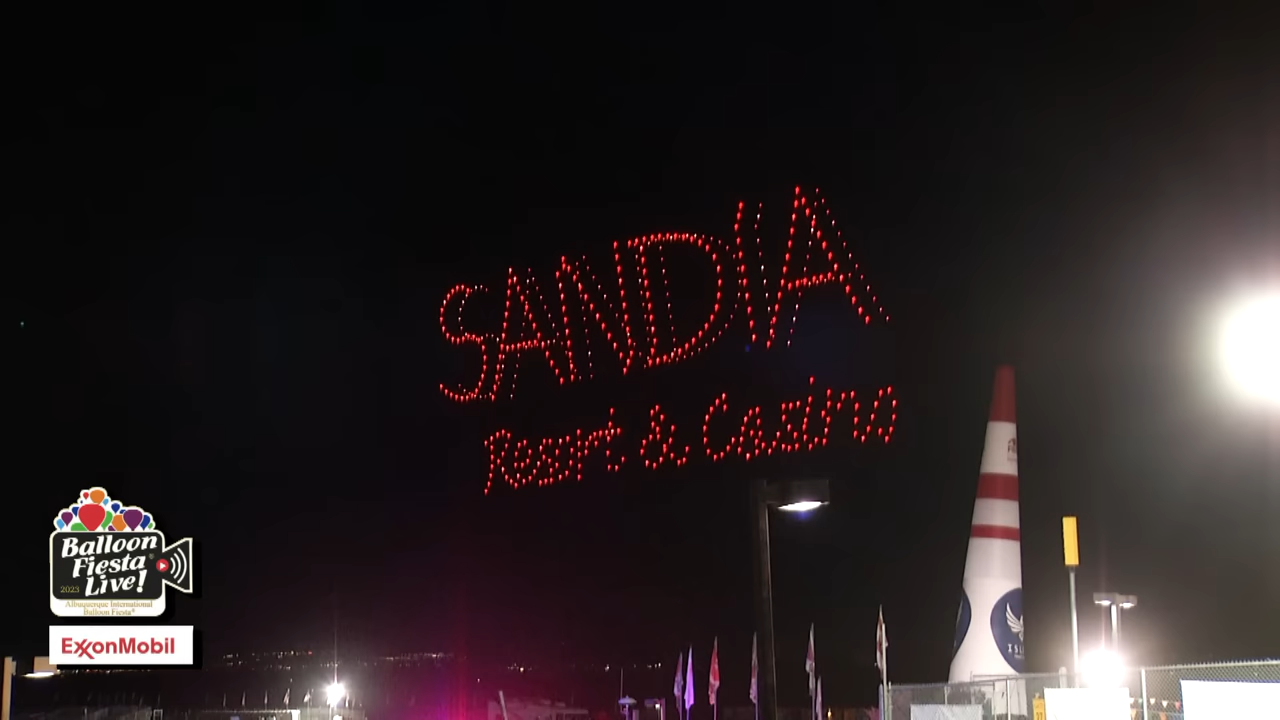 SANDIA
Resort & Casino
Balloon
Fiesta
Live!
2023
Albuquerque International
Balloon Fiesta®
ExxonMobil